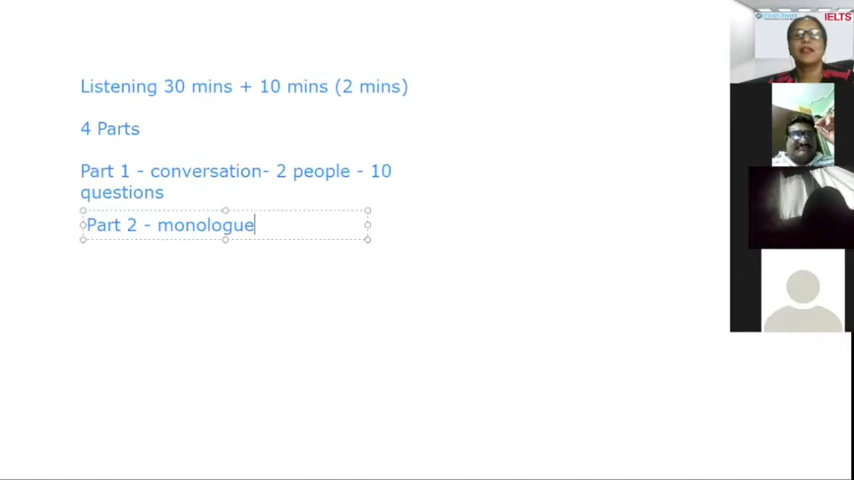 IELTS
Listening 30 mins + 10 mins (2 mins)
4 Parts
Part 1 - conversation- 2 people - 10
questions
Part 2 - monologue